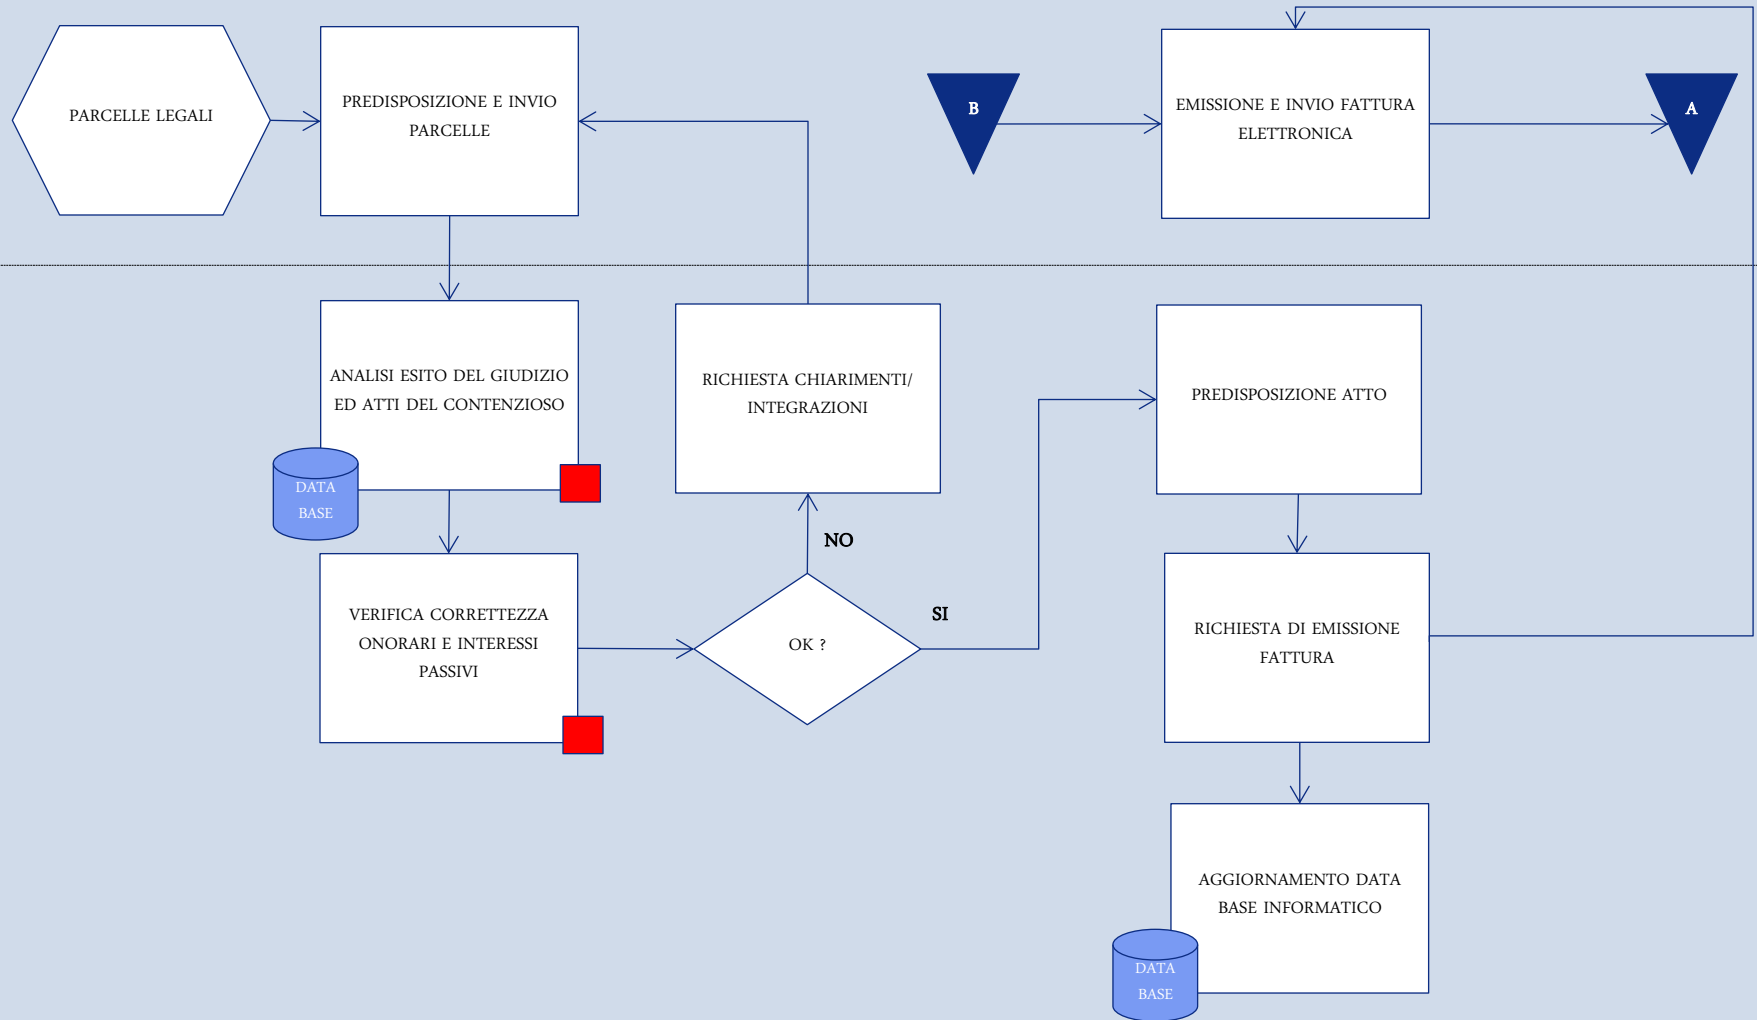 PARCELLE LEGALI
PREDISPOSIZIONE E INVIO
PARCELLE
B
EMISSIONE E INVIO FATTURA
ELETTRONICA
A
ANALISI ESITO DEL GIUDIZIO
ED ATTI DEL CONTENZIOSO
DATA
BASE
RICHIESTA CHIARIMENTI/
INTEGRAZIONI
PREDISPOSIZIONE ATTO
NO
SI
VERIFICA CORRETTEZZA
ONORARI E INTERESSI
PASSIVI
OK ?
RICHIESTA DI EMISSIONE
FATTURA
AGGIORNAMENTO DATA
BASE INFORMATICO
DATA
BASE